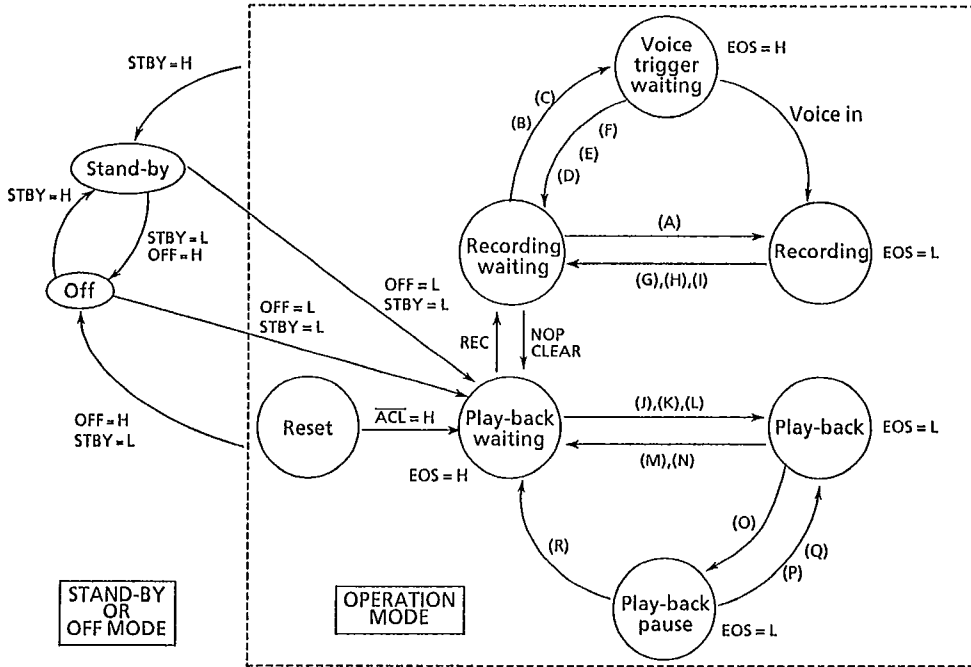 STBY = H
Voice
trigger
waiting
EOS = H
(C)
(B)
(F)
(E)
(D)
Voice in
Stand-by
STBY = H
STBY = L
OFF = H
Off
Recording
waiting
(A)
(G),(H),(I)
Recording
EOS = L
OFF = L
STBY = L
OFF = L
STBY = L
REC
NOP
CLEAR
OFF = H
STBY = L
Reset
ACL = H
Play-back
waiting
EOS = H
(J),(K),(L)
(M),(N)
Play-back
EOS = L
(R)
(O)
(Q)
(P)
Play-back
pause
EOS = L
STAND-BY
OR
OFF MODE
OPERATION
MODE